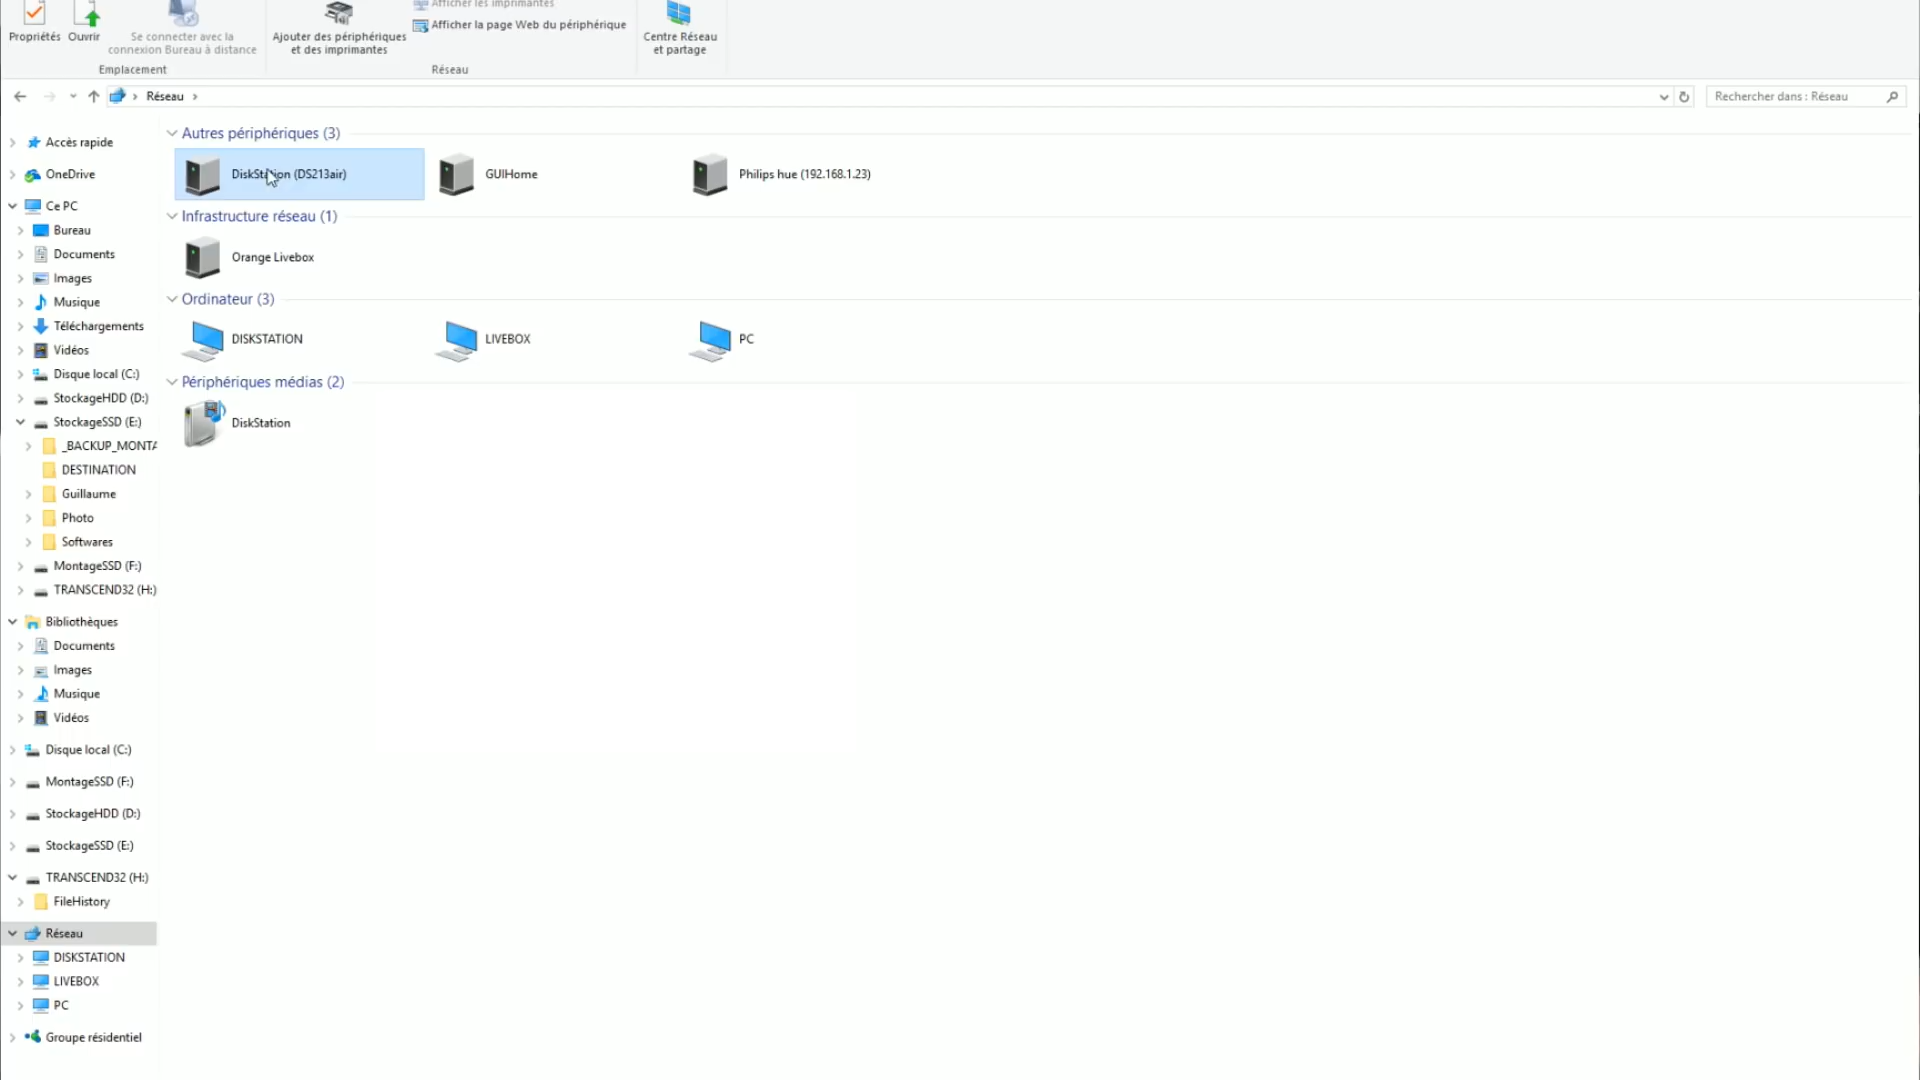 Afficher les imprimantes
Propriétés
Ouvrir
Se connecter avec la
connexion Bureau à distance
Ajouter des périphériques
et des imprimantes
Afficher la page Web du périphérique
Centre Réseau
et partage
Emplacement
Réseau
Réseau
Rechercher dans : Réseau
Accès rapide
OneDrive
Ce PC
Bureau
Documents
Images
Musique
Téléchargements
Vidéos
Disque local (C:)
StockageHDD (D:)
StockageSSD (E:)
_BACKUP_MONTA
DESTINATION
Guillaume
Photo
Softwares
MontageSSD (F:)
TRANSCEND32 (H:)
Bibliothèques
Documents
Images
Musique
Vidéos
Disque local (C:)
MontageSSD (F:)
StockageHDD (D:)
StockageSSD (E:)
TRANSCEND32 (H:)
FileHistory
Réseau
DISKSTATION
LIVEBOX
PC
Groupe résidentiel
Autres périphériques (3)
DiskStation (DS213air)
GUIHome
Philips hue (192.168.1.23)
Infrastructure réseau (1)
Orange Livebox
Ordinateur (3)
DISKSTATION
LIVEBOX
PC
Périphériques médias (2)
DiskStation